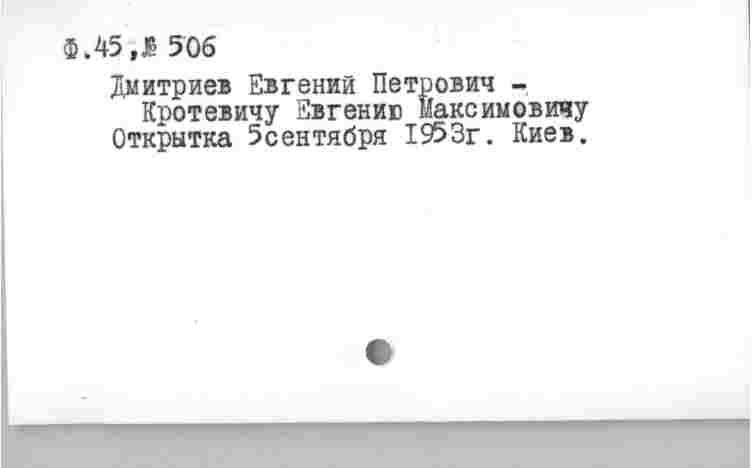 Ф.45,№ 506
Дмитриев Евгений Петрович -
Кротевичу Евгению Максимовичу
Открытка 5сентября 1953г. Киев.